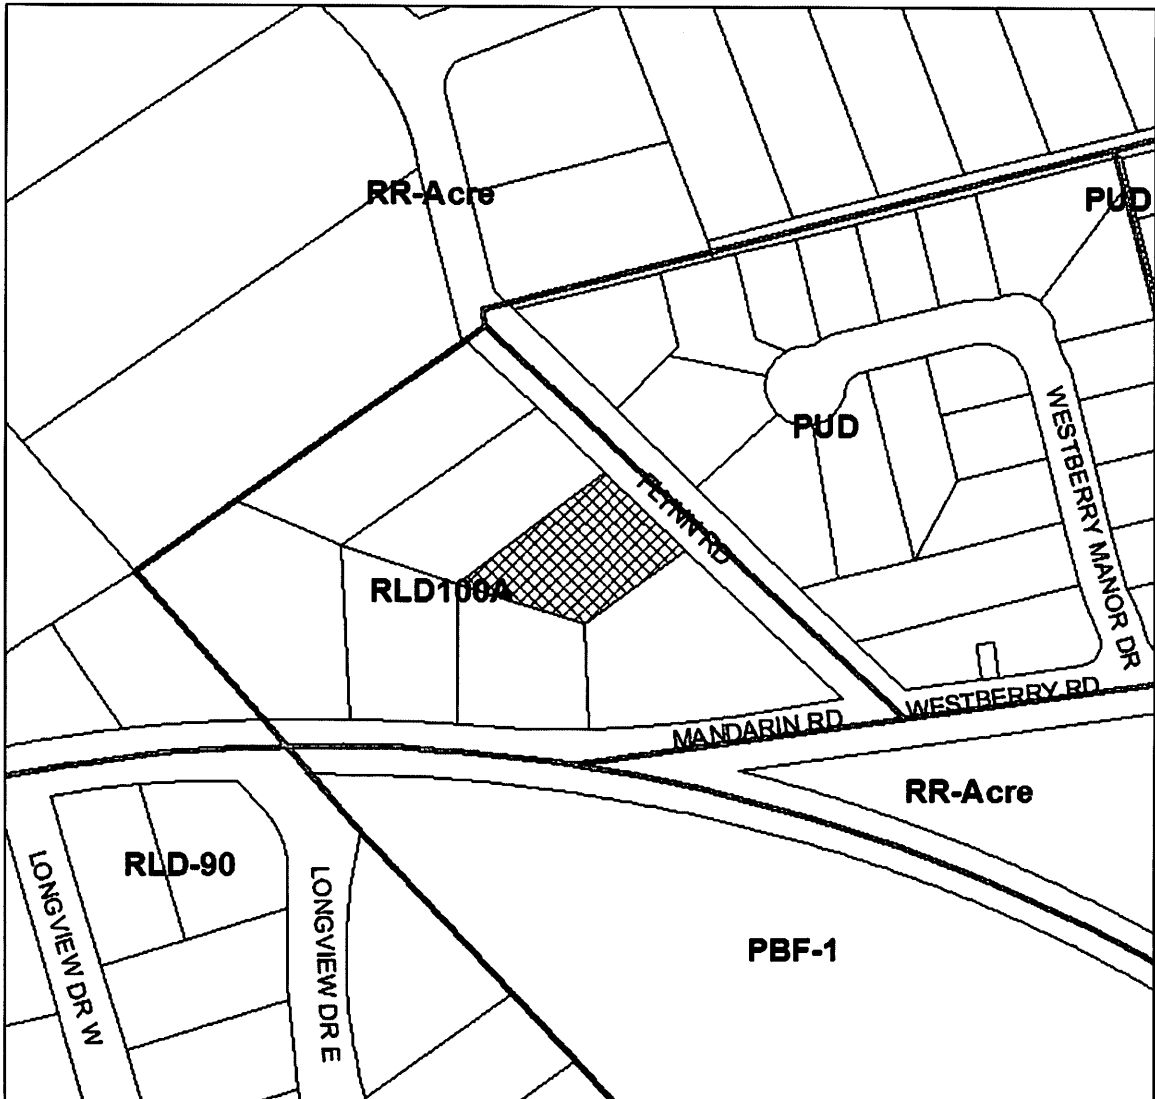 RR-Acre
PUD
PUD
FLYNN RD
WESTBERRY MANOR DR
RLD100A
WESTBERRY RD
MANDARIN RD
RR-Acre
RLD-90
LONGVIEW DR W
LONGVIEW DR E
PBF-1